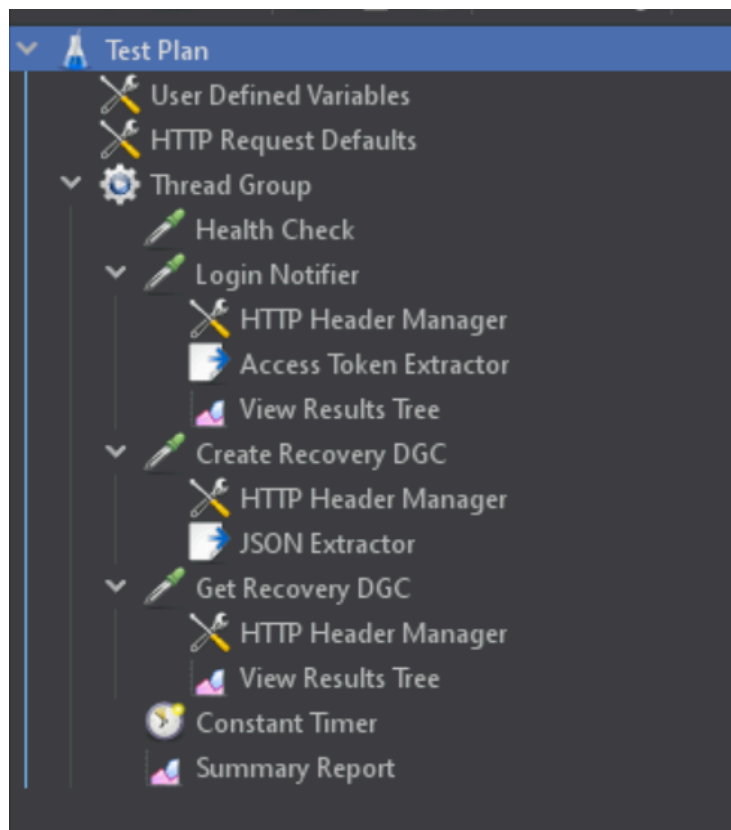 Test Plan
User Defined Variables
HTTP Request Defaults
Thread Group
Health Check
Login Notifier
HTTP Header Manager
Access Token Extractor
View Results Tree
Create Recovery DGC
HTTP Header Manager
JSON Extractor
Get Recovery DGC
HTTP Header Manager
View Results Tree
Constant Timer
Summary Report